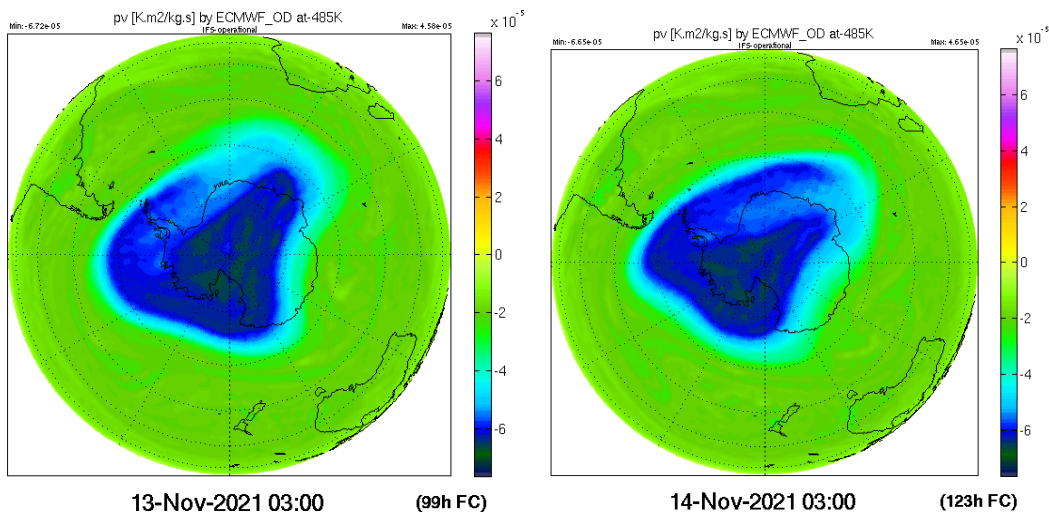 pv [K.m2/kg.s] by ECMWF_OD at-485K
Min: -6.72e-05
IFS-operational
Max: 4.58e-05
x 10^-5
6
4
2
0
-2
-4
-6
13-Nov-2021 03:00
(99h FC)
pv [K.m2/kg.s] by ECMWF_OD at-485K
Min: -6.65e-05
IFS-operational
Max: 4.65e-05
x 10^-5
6
4
2
0
-2
-4
-6
14-Nov-2021 03:00
(123h FC)